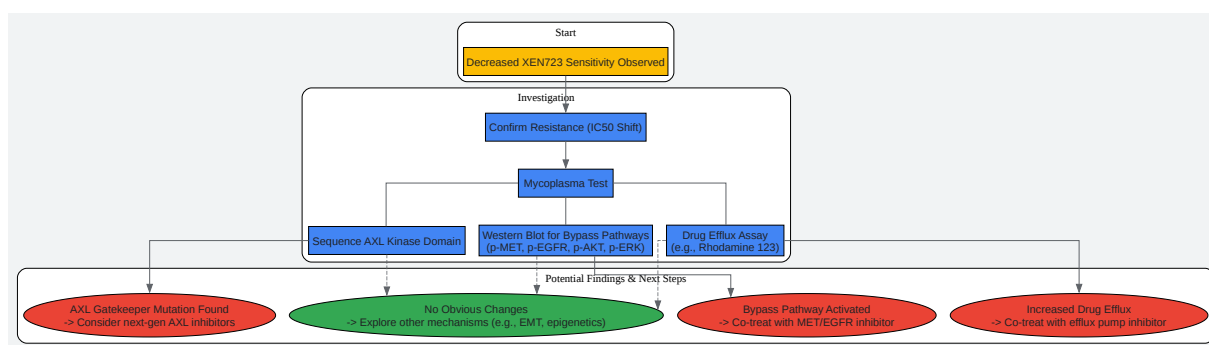 Start
Decreased XEN723 Sensitivity Observed
Investigation
Confirm Resistance (IC50 Shift)
Mycoplasma Test
Sequence AXL Kinase Domain
Western Blot for Bypass Pathways
(p-MET, p-EGFR, p-AKT, p-ERK)
Drug Efflux Assay
(e.g., Rhodamine 123)
Potential Findings & Next Steps
AXL Gatekeeper Mutation Found
-> Consider next-gen AXL inhibitors
No Obvious Changes
-> Explore other mechanisms (e.g., EMT, epigenetics)
Bypass Pathway Activated
-> Co-treat with MET/EGFR inhibitor
Increased Drug Efflux
-> Co-treat with efflux pump inhibitor